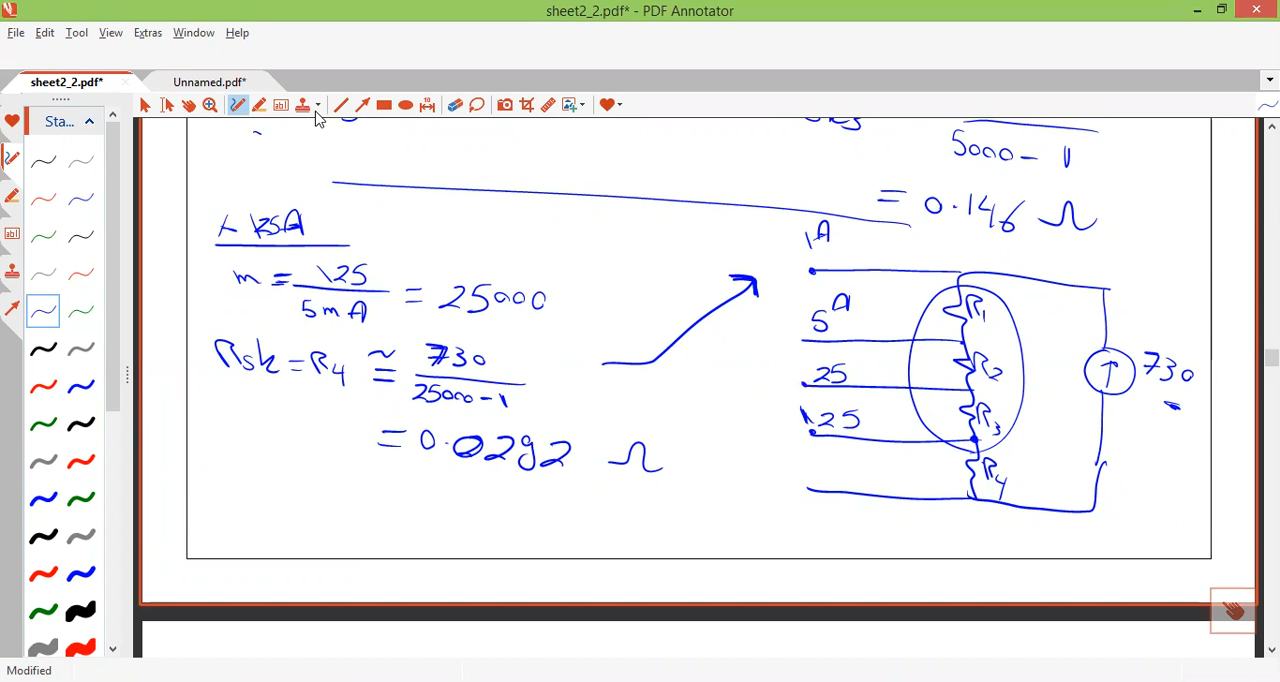 sheet2_2.pdf* - PDF Annotator
File Edit Tool View Extras Window Help
sheet2_2.pdf* Unnamed.pdf*
Sta...
5000 - 1
= 0.146 Ω
125A
m = 125 / 5mA = 25000
Rsh = R4 ≈ 730 / 25000-1
= 0.0292 Ω
1A
5A
25
125
R1
R2
R3
R4
730
Modified